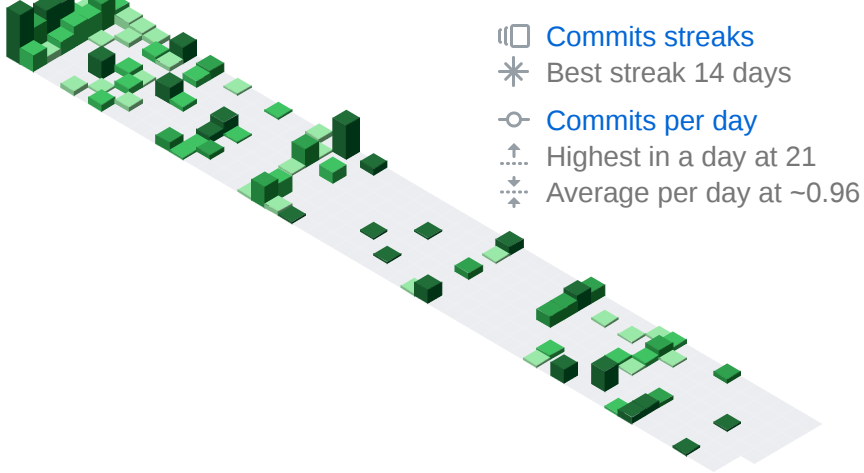 Commits streaks
Best streak 14 days
Commits per day
Highest in a day at 21
Average per day at ~0.96